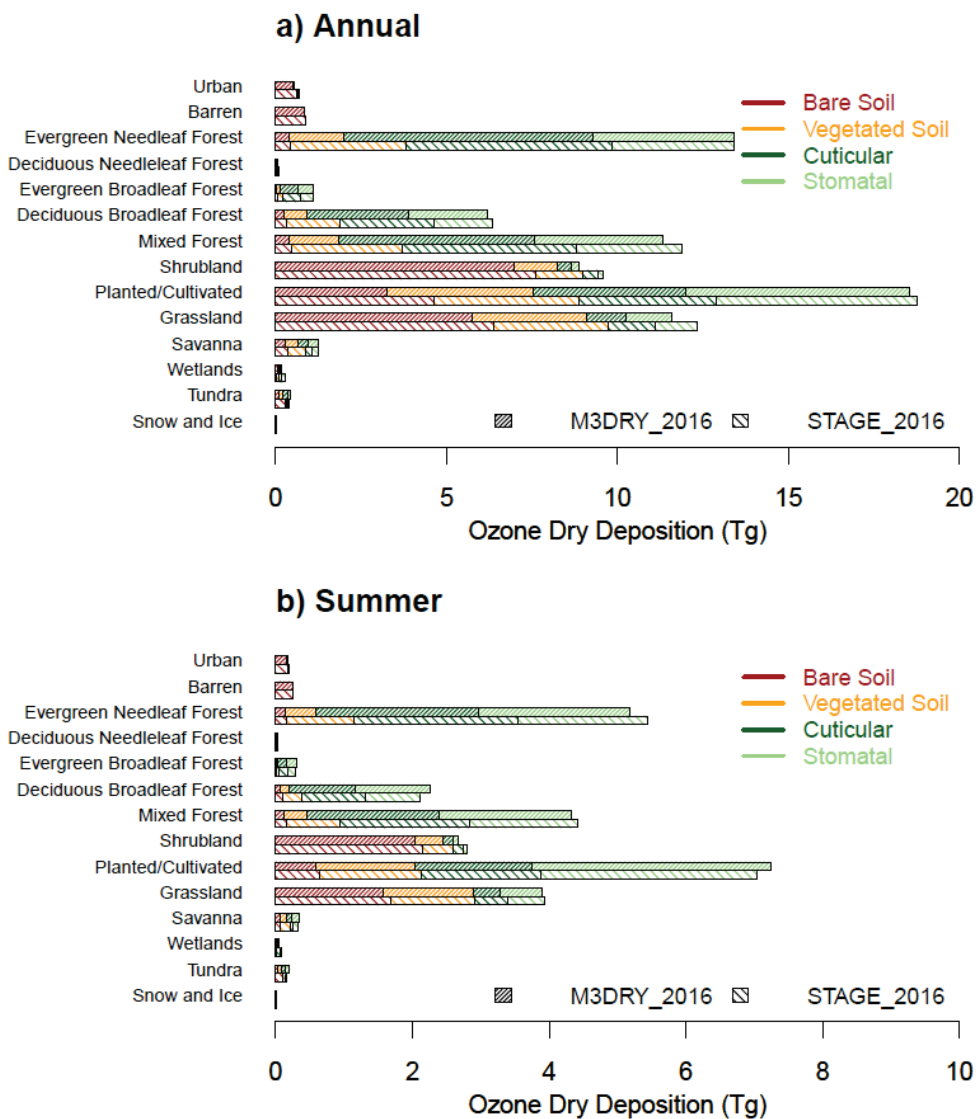 a) Annual
Urban
Barren
Evergreen Needleaf Forest
Deciduous Needleleaf Forest
Evergreen Broadleaf Forest
Deciduous Broadleaf Forest
Mixed Forest
Shrubland
Planted/Cultivated
Grassland
Savanna
Wetlands
Tundra
Snow and Ice
Bare Soil
Vegetated Soil
Cuticular
Stomatal
M3DRY_2016 STAGE_2016
0 5 10 15 20
Ozone Dry Deposition (Tg)
b) Summer
Urban
Barren
Evergreen Needleaf Forest
Deciduous Needleleaf Forest
Evergreen Broadleaf Forest
Deciduous Broadleaf Forest
Mixed Forest
Shrubland
Planted/Cultivated
Grassland
Savanna
Wetlands
Tundra
Snow and Ice
Bare Soil
Vegetated Soil
Cuticular
Stomatal
M3DRY_2016 STAGE_2016
0 2 4 6 8 10
Ozone Dry Deposition (Tg)